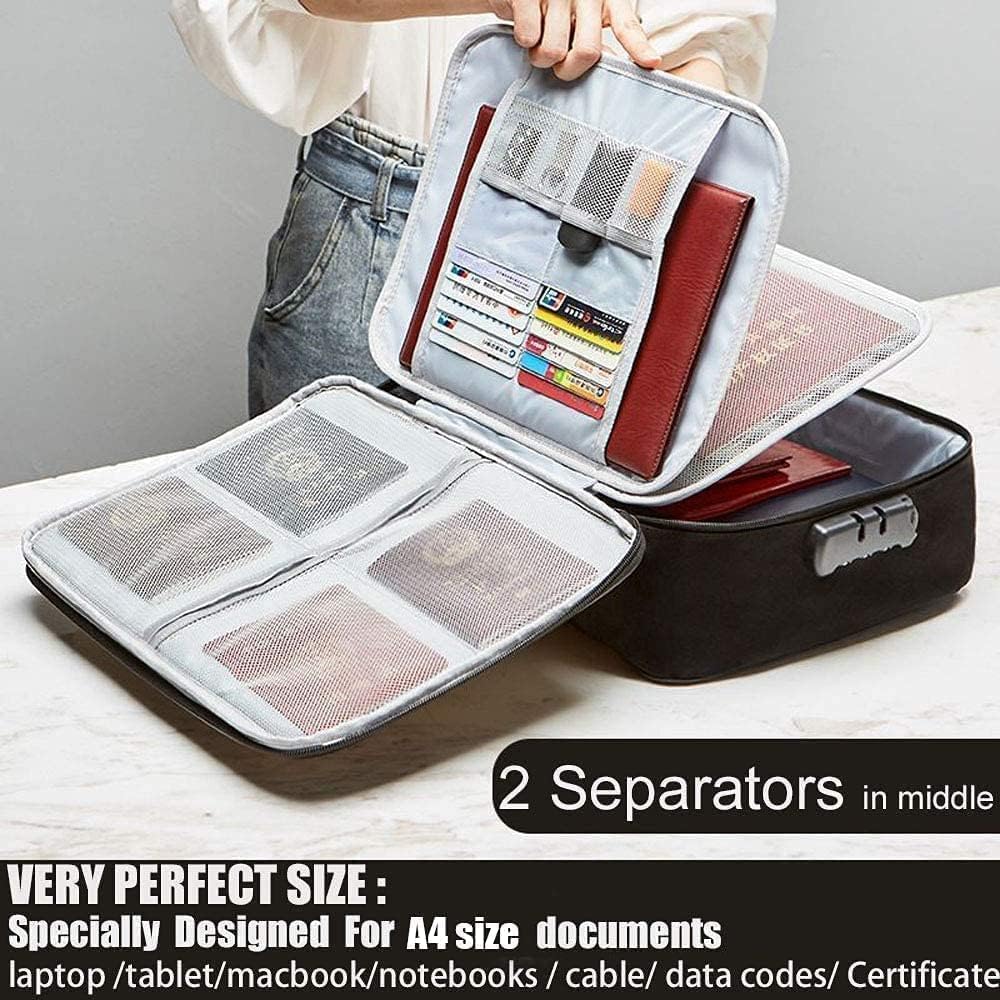 2 Separators in middle
VERY PERFECT SIZE :
Specially Designed For A4 size documents
laptop /tablet/macbook/notebooks / cable/ data codes/ Certificate